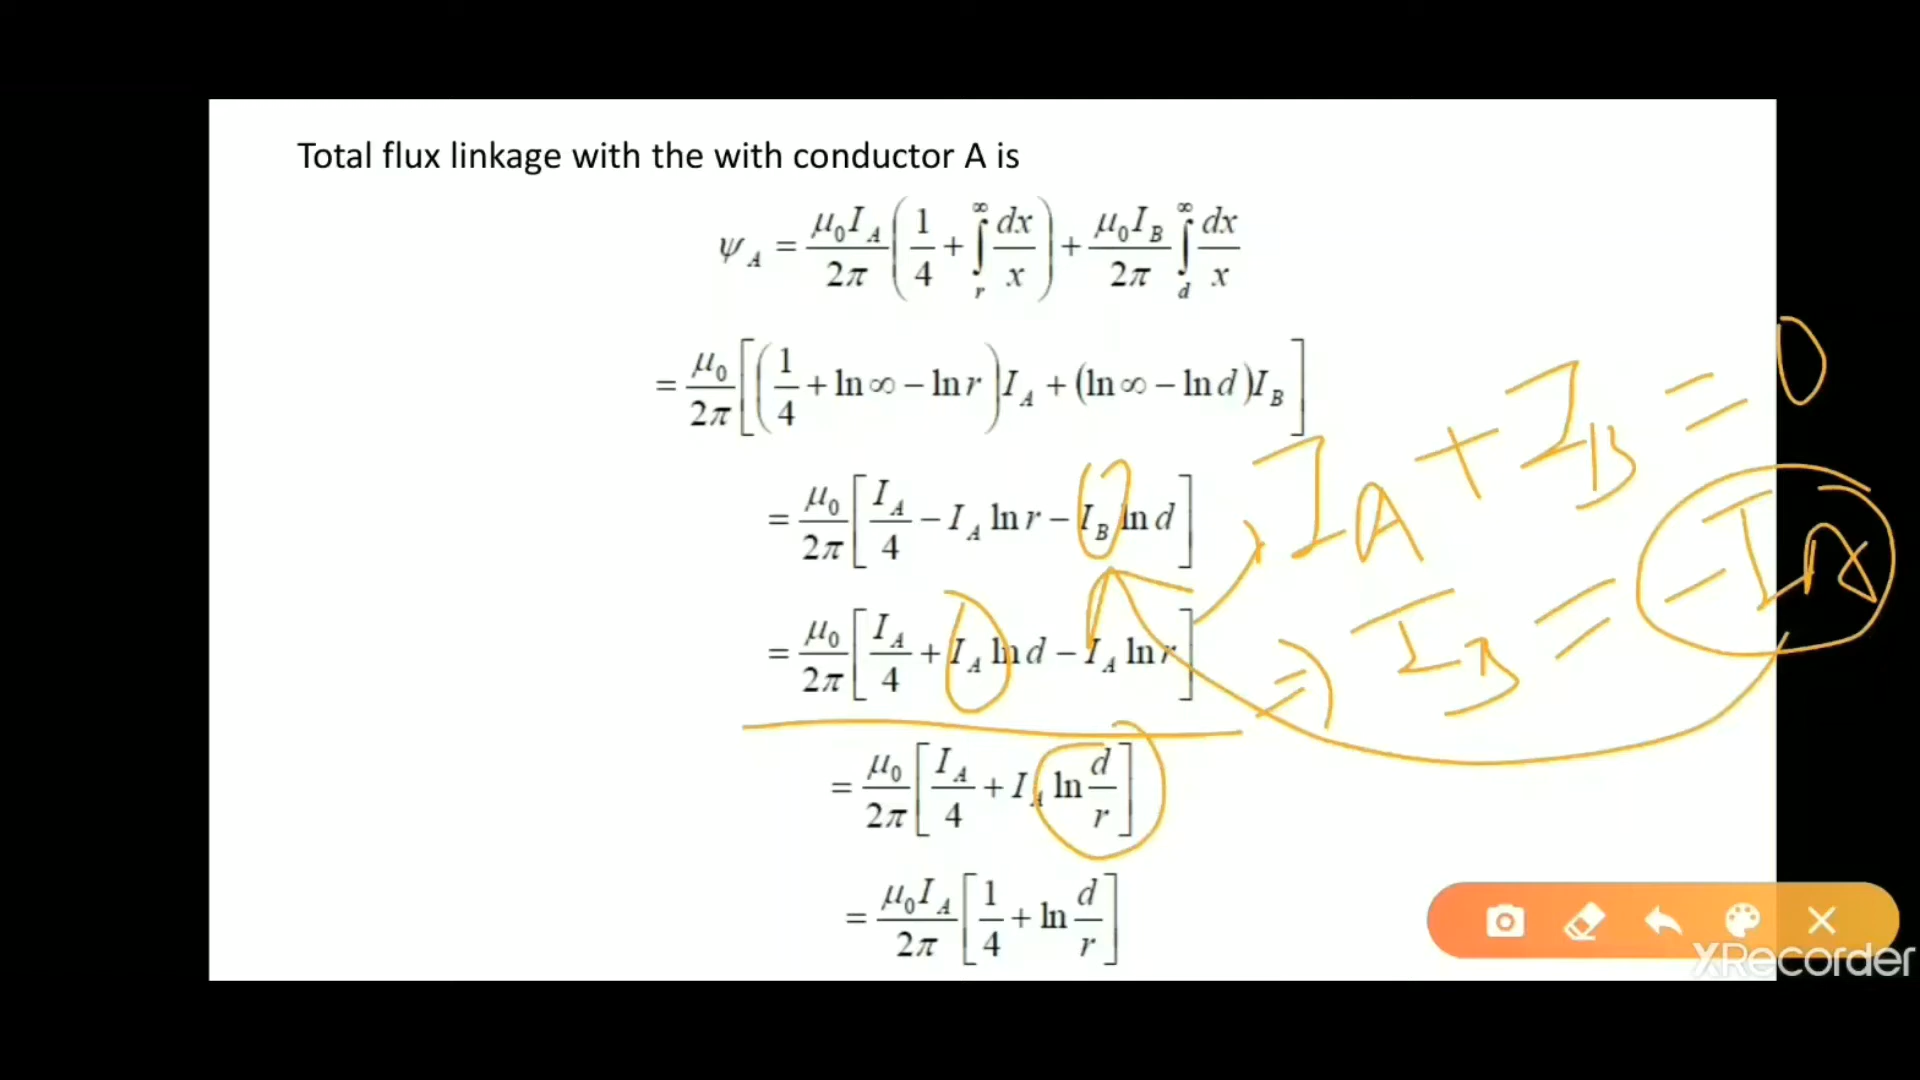 Total flux linkage with the with conductor A is
ψ_A = μ₀I_A/2π (1/4 + ∫_r^∞ dx/x) + μ₀I_B/2π ∫_d^∞ dx/x
= μ₀/2π [(1/4 + ln ∞ − ln r) I_A + (ln ∞ − ln d) I_B]
I_A + I_B = 0
= μ₀/2π [I_A/4 − I_A ln r − I_B ln d]
⇒ I_B = −I_A
= μ₀/2π [I_A/4 + I_A ln d − I_A ln r]
= μ₀/2π [I_A/4 + I_A ln d/r]
= μ₀I_A/2π [1/4 + ln d/r]
XRecorder